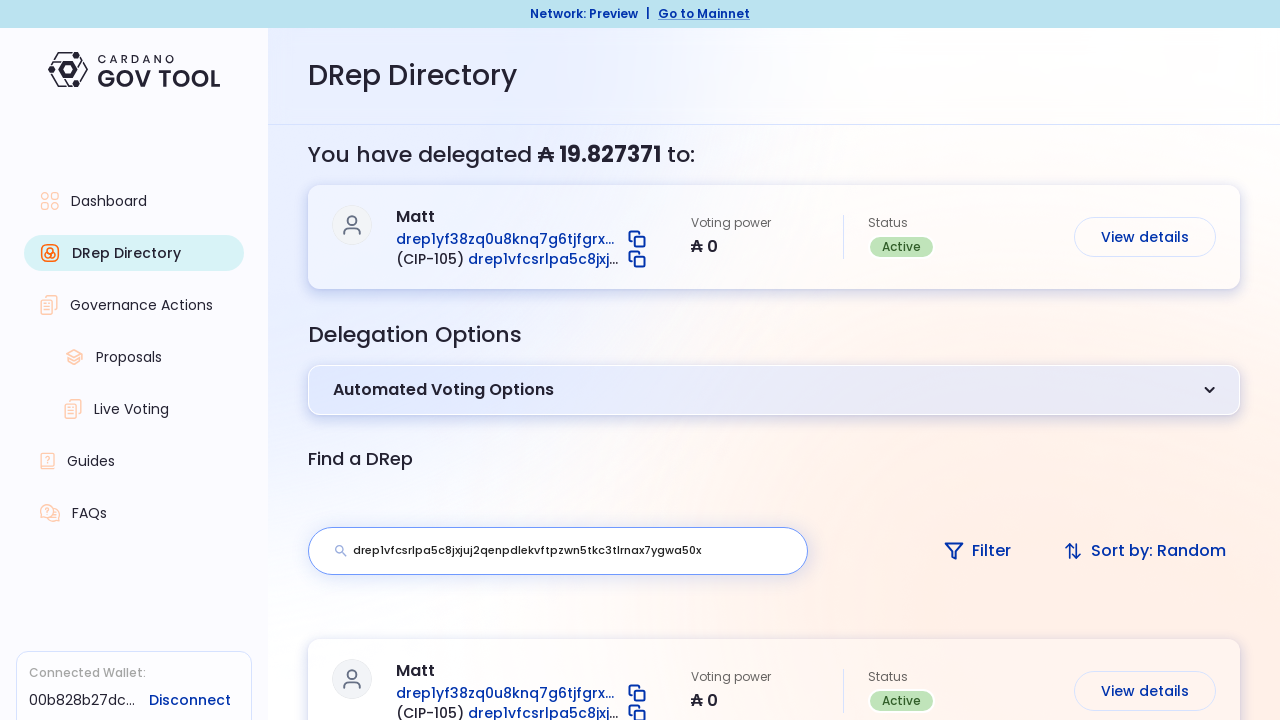 Network: Preview | Go to Mainnet
CARDANO
GOV TOOL
DRep Directory
Dashboard
DRep Directory
Governance Actions
Proposals
Live Voting
Guides
FAQs
Connected Wallet:
00b828b27dc... Disconnect
You have delegated ₳ 19.827371 to:
Matt
drep1yf38zq0u8knq7g6tjfgrx...
(CIP-105) drep1vfcsrlpa5c8jxj...
Voting power
₳ 0
Status
Active
View details
Delegation Options
Automated Voting Options
Find a DRep
drep1vfcsrlpa5c8jxjuj2qenpdlekvftpzwn5tkc3tlrnax7ygwa50x
Filter
Sort by: Random
Matt
drep1yf38zq0u8knq7g6tjfgrx...
(CIP-105) drep1vfcsrlpa5c8jxj...
Voting power
₳ 0
Status
Active
View details